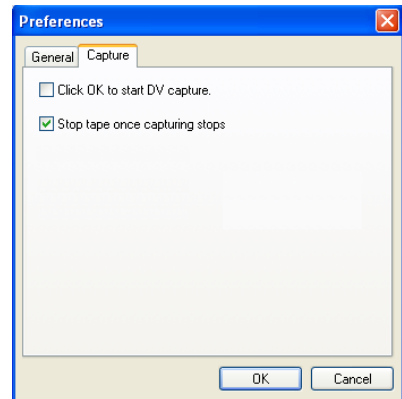 Preferences
General Capture
Click OK to start DV capture.
Stop tape once capturing stops
OK Cancel